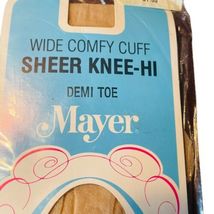 WIDE COMFY CUFF
SHEER KNEE-HI
DEMI TOE
Mayer